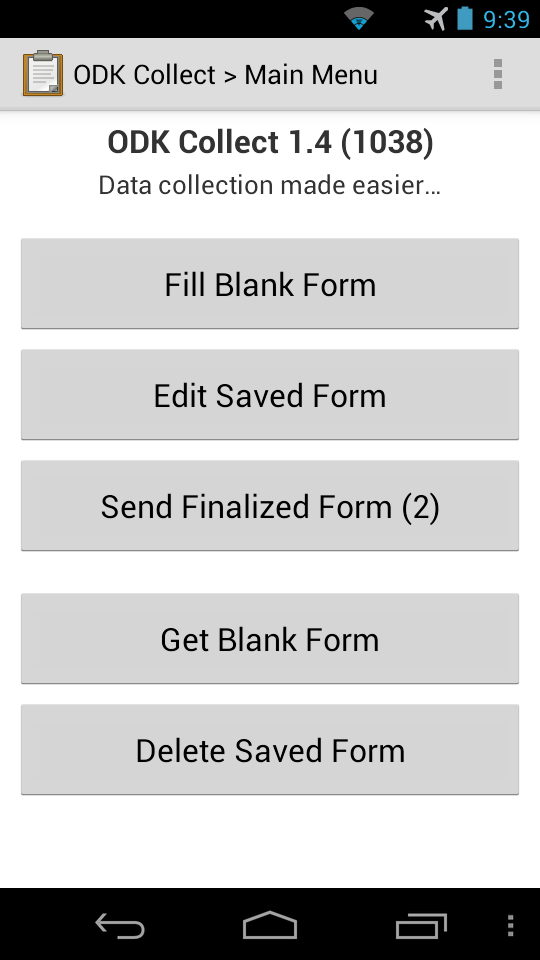 9:39
ODK Collect > Main Menu
ODK Collect 1.4 (1038)
Data collection made easier...
Fill Blank Form
Edit Saved Form
Send Finalized Form (2)
Get Blank Form
Delete Saved Form